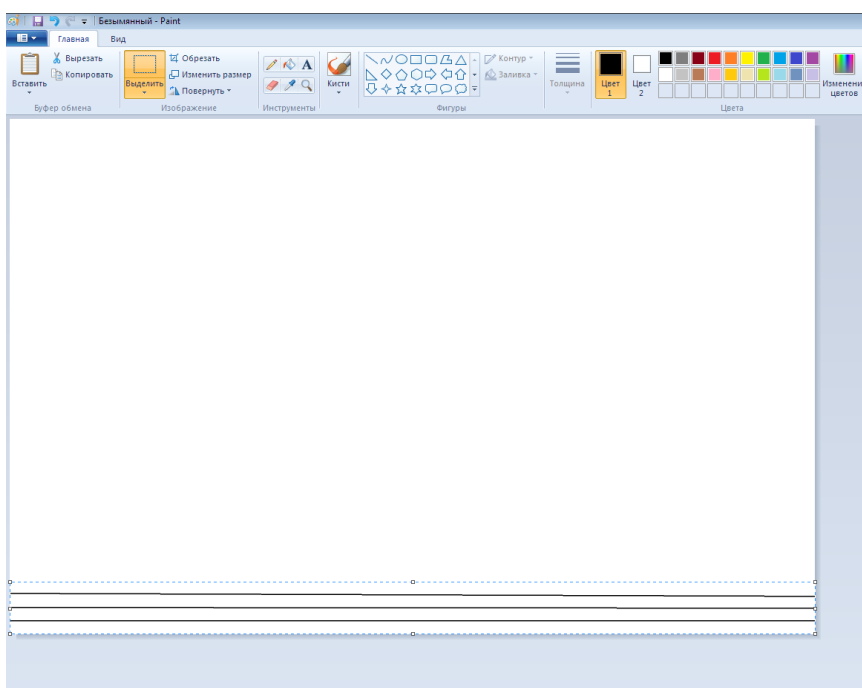 Безымянный - Paint
Главная Вид
Вставить
Вырезать
Копировать
Буфер обмена
Выделить
Обрезать
Изменить размер
Повернуть
Изображение
A
Инструменты
Кисти
Контур
Заливка
Фигуры
Толщина
Цвет
1
Цвет
2
Цвета
Изменени
цветов